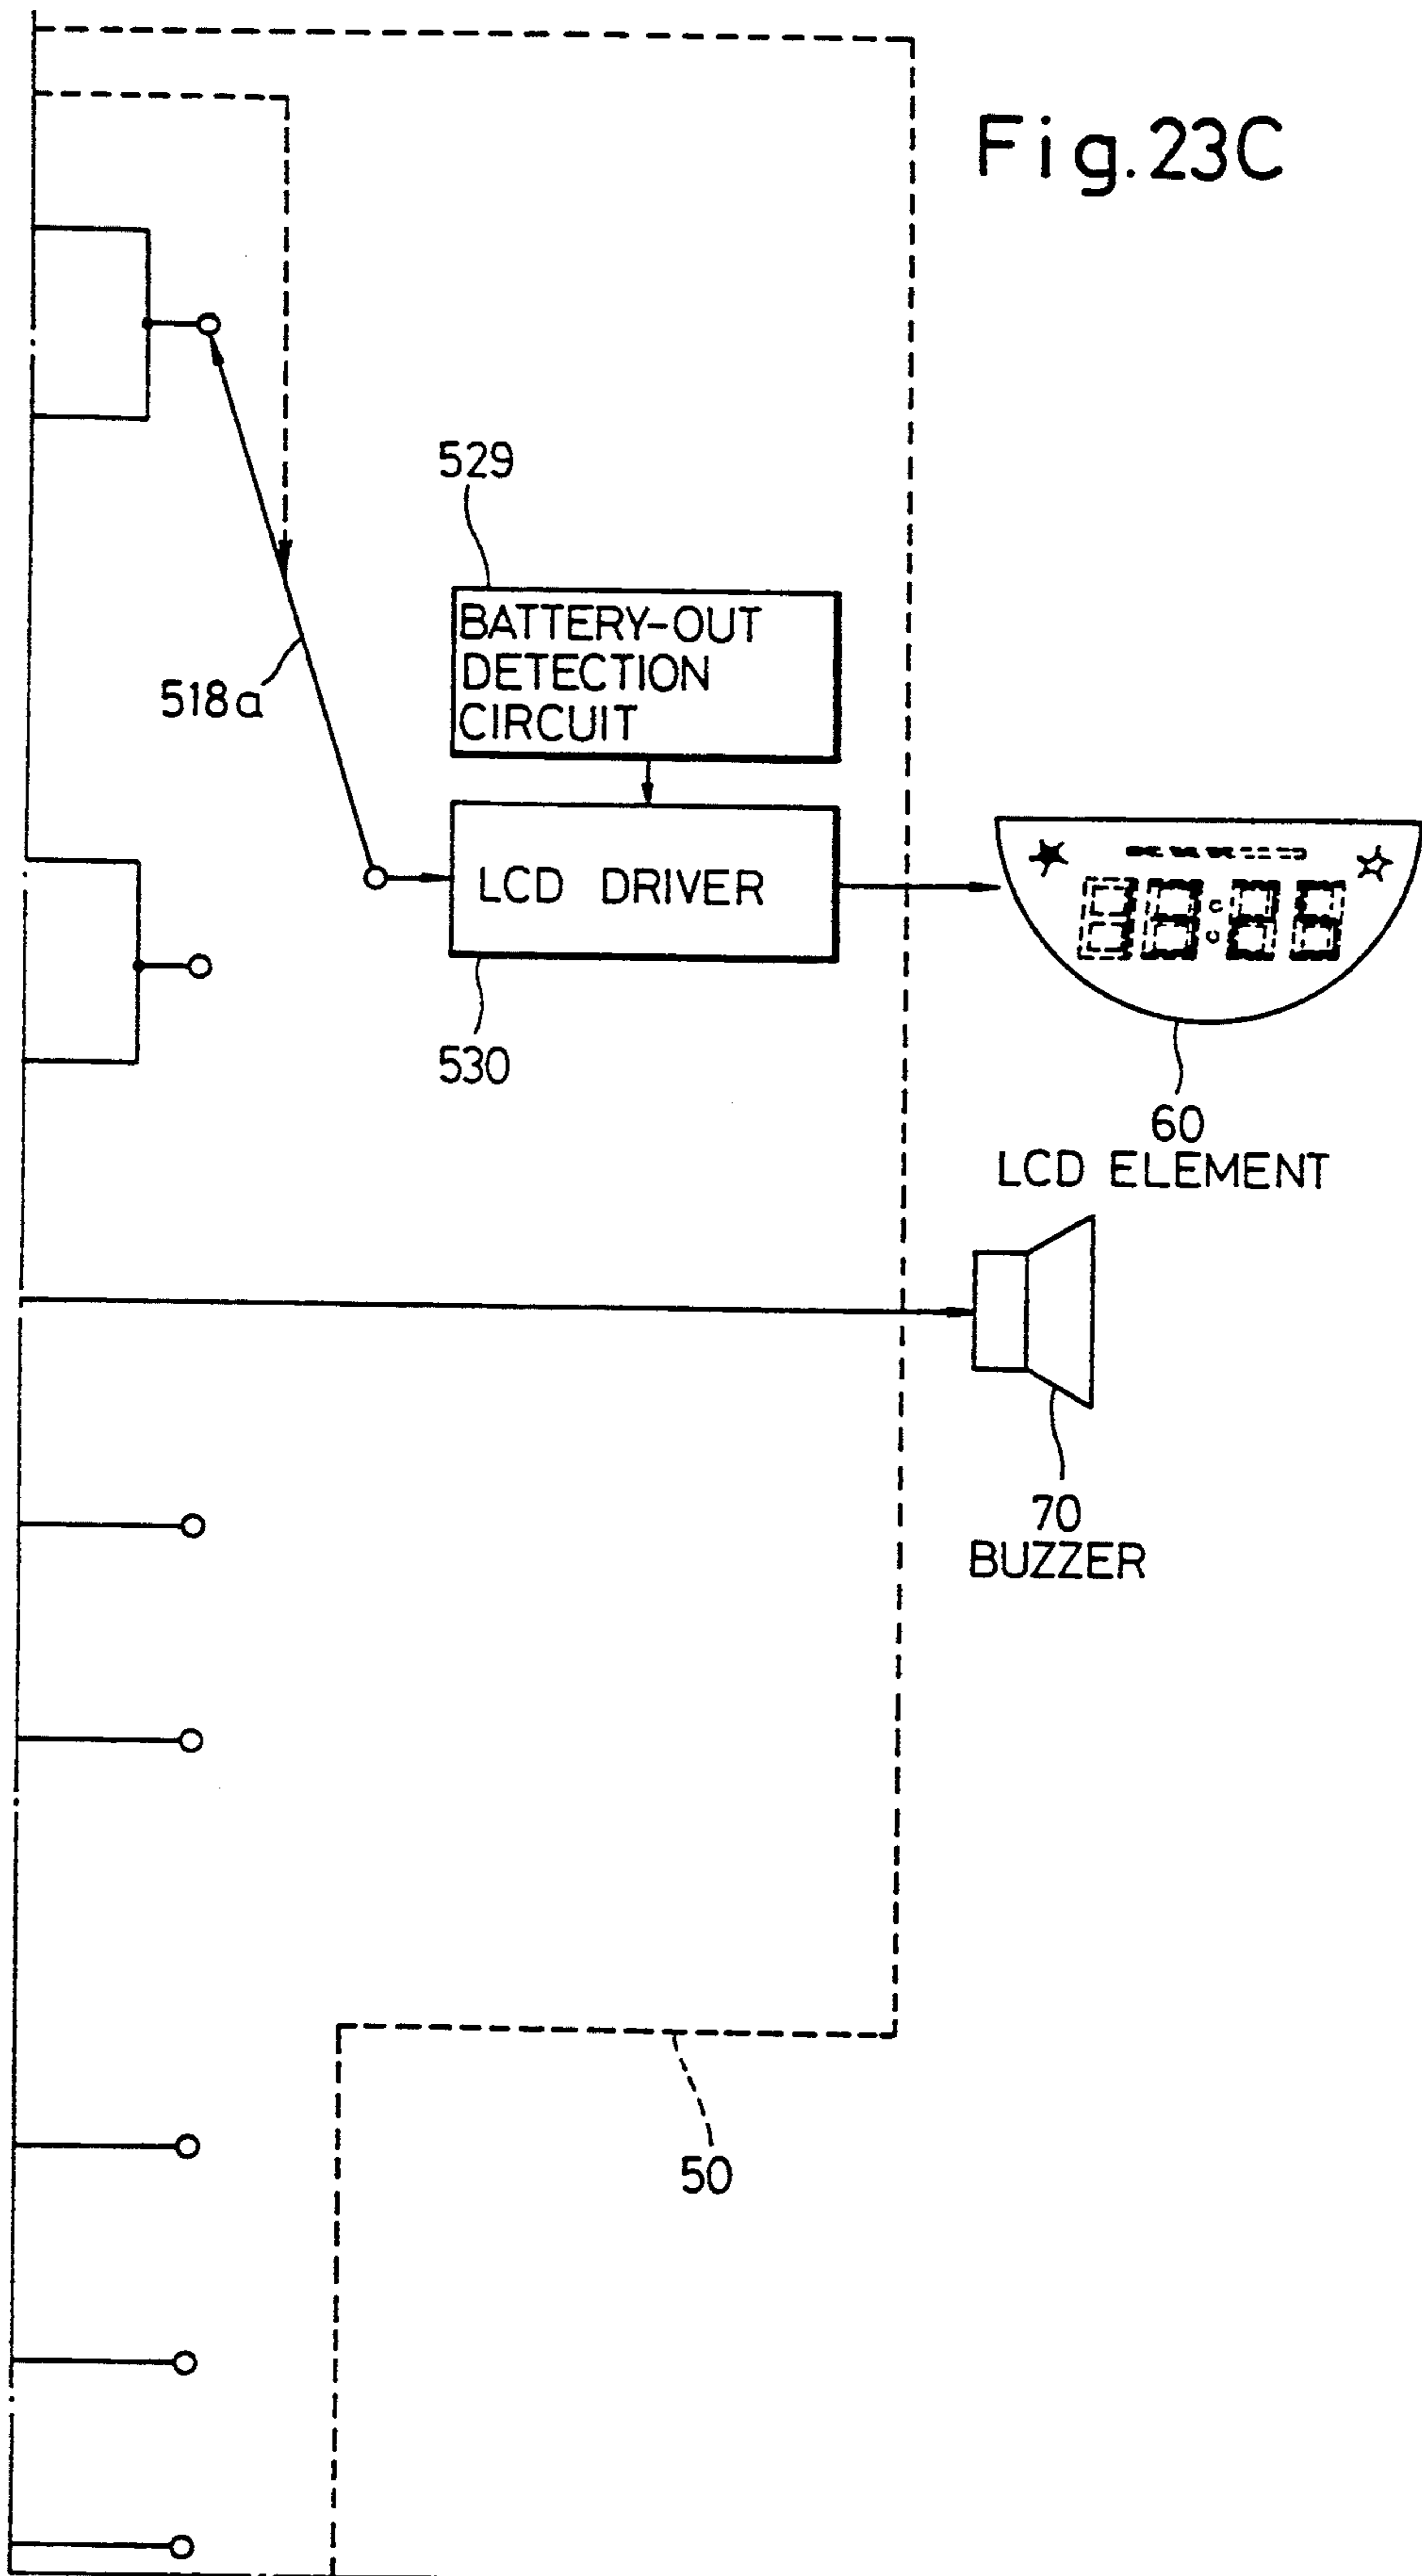 Fig.23C
529
BATTERY-OUT
DETECTION
CIRCUIT
518a
LCD DRIVER
530
60
LCD ELEMENT
70
BUZZER
50